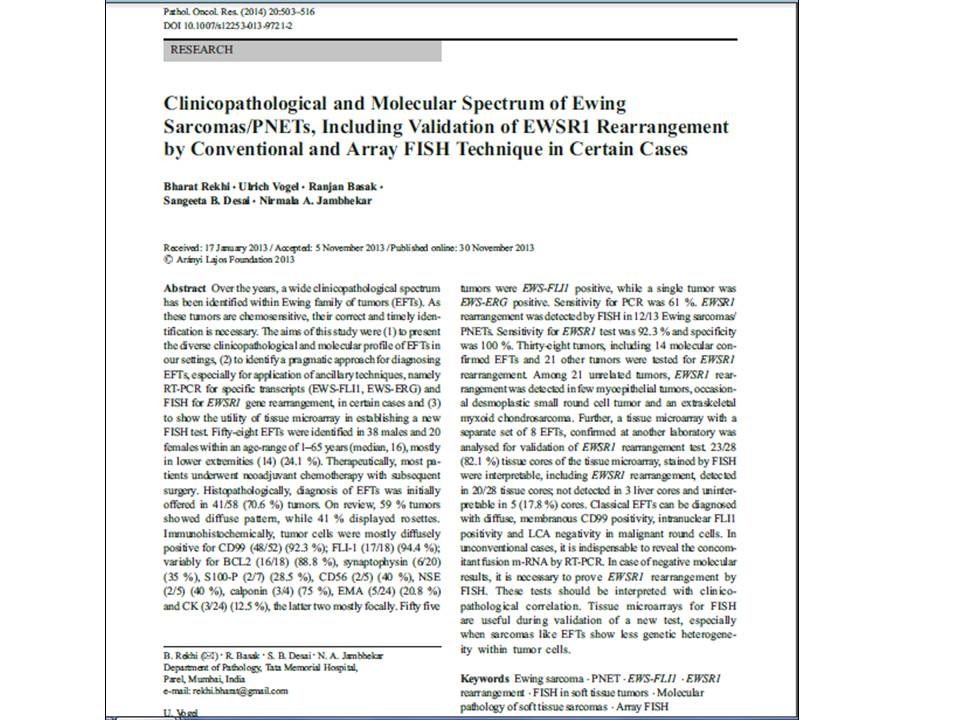 Pathol. Oncol. Res. (2014) 20:503–516
DOI 10.1007/s12253-013-9721-2
RESEARCH
Clinicopathological and Molecular Spectrum of Ewing
Sarcomas/PNETs, Including Validation of EWSR1 Rearrangement
by Conventional and Array FISH Technique in Certain Cases
Bharat Rekhi · Ulrich Vogel · Ranjan Basak ·
Sangeeta B. Desai · Nirmala A. Jambhekar
Received: 17 January 2013 / Accepted: 5 November 2013 / Published online: 30 November 2013
© Arányi Lajos Foundation 2013
Abstract Over the years, a wide clinicopathological spectrum
has been identified within Ewing family of tumors (EFTs). As
these tumors are chemosensitive, their correct and timely iden-
tification is necessary. The aims of this study were (1) to present
the diverse clinicopathological and molecular profile of EFTs in
our settings, (2) to identify a pragmatic approach for diagnosing
EFTs, especially for application of ancillary techniques, namely
RT-PCR for specific transcripts (EWS-FLI1, EWS-ERG) and
FISH for EWSR1 gene rearrangement, in certain cases and (3)
to show the utility of tissue microarray in establishing a new
FISH test. Fifty-eight EFTs were identified in 38 males and 20
females within an age-range of 1–65 years (median, 16), mostly
in lower extremities (14) (24.1 %). Therapeutically, most pa-
tients underwent neoadjuvant chemotherapy with subsequent
surgery. Histopathologically, diagnosis of EFTs was initially
offered in 41/58 (70.6 %) tumors. On review, 59 % tumors
showed diffuse pattern, while 41 % displayed rosettes.
Immunohistochemically, tumor cells were mostly diffusely
positive for CD99 (48/52) (92.3 %); FLI-1 (17/18) (94.4 %);
variably for BCL2 (16/18) (88.8 %), synaptophysin (6/20)
(35 %), S100-P (2/7) (28.5 %), CD56 (2/5) (40 %), NSE
(2/5) (40 %), calponin (3/4) (75 %), EMA (5/24) (20.8 %)
and CK (3/24) (12.5 %), the latter two mostly focally. Fifty five
tumors were EWS-FLI1 positive, while a single tumor was
EWS-ERG positive. Sensitivity for PCR was 61 %. EWSR1
rearrangement was detected by FISH in 12/13 Ewing sarcomas/
PNETs. Sensitivity for EWSR1 test was 92.3 % and specificity
was 100 %. Thirty-eight tumors, including 14 molecular con-
firmed EFTs and 21 other tumors were tested for EWSR1
rearrangement. Among 21 unrelated tumors, EWSR1 rear-
rangement was detected in few myoepithelial tumors, occasion-
al desmoplastic small round cell tumor and an extraskeletal
myxoid chondrosarcoma. Further, a tissue microarray with a
separate set of 8 EFTs, confirmed at another laboratory was
analysed for validation of EWSR1 rearrangement test. 23/28
(82.1 %) tissue cores of the tissue microarray, stained by FISH
were interpretable, including EWSR1 rearrangement, detected
in 20/28 tissue cores; not detected in 3 liver cores and uninter-
pretable in 5 (17.8 %) cores. Classical EFTs can be diagnosed
with diffuse, membranous CD99 positivity, intranuclear FLI1
positivity and LCA negativity in malignant round cells. In
unconventional cases, it is indispensable to reveal the concom-
itant fusion m-RNA by RT-PCR. In case of negative molecular
results, it is necessary to prove EWSR1 rearrangement by
FISH. These tests should be interpreted with clinico-
pathological correlation. Tissue microarrays for FISH
are useful during validation of a new test, especially
when sarcomas like EFTs show less genetic heterogene-
ity within tumor cells.
Keywords Ewing sarcoma · PNET · EWS-FLI1 · EWSR1
rearrangement · FISH in soft tissue tumors · Molecular
pathology of soft tissue sarcomas · Array FISH
B. Rekhi (✉) · R. Basak · S. B. Desai · N. A. Jambhekar
Department of Pathology, Tata Memorial Hospital,
Parel, Mumbai, India
e-mail: rekhi.bharat@gmail.com
U. Vogel